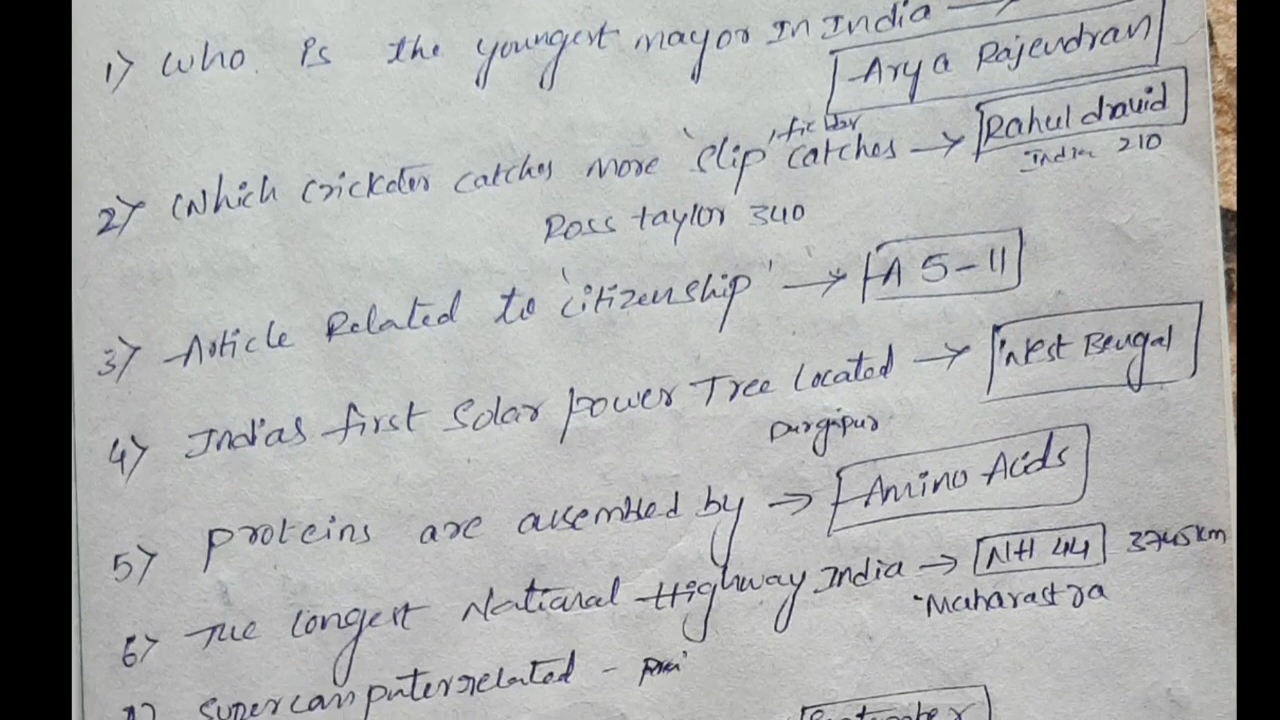 1) Who is the youngest mayor In India →
Arya Rajendran
2) Which cricketer catches more 'slip' fielder catches → Rahul dravid
India 210
Ross taylor 340
3) Article Related to 'citizenship' → A 5-11
4) Indias first Solar power Tree located → West Bengal
Durgapur
5) proteins are assembled by → Amino Acids
6) The longest National Highway India → NH 44 3745km
Maharastra
Supercomputer related -